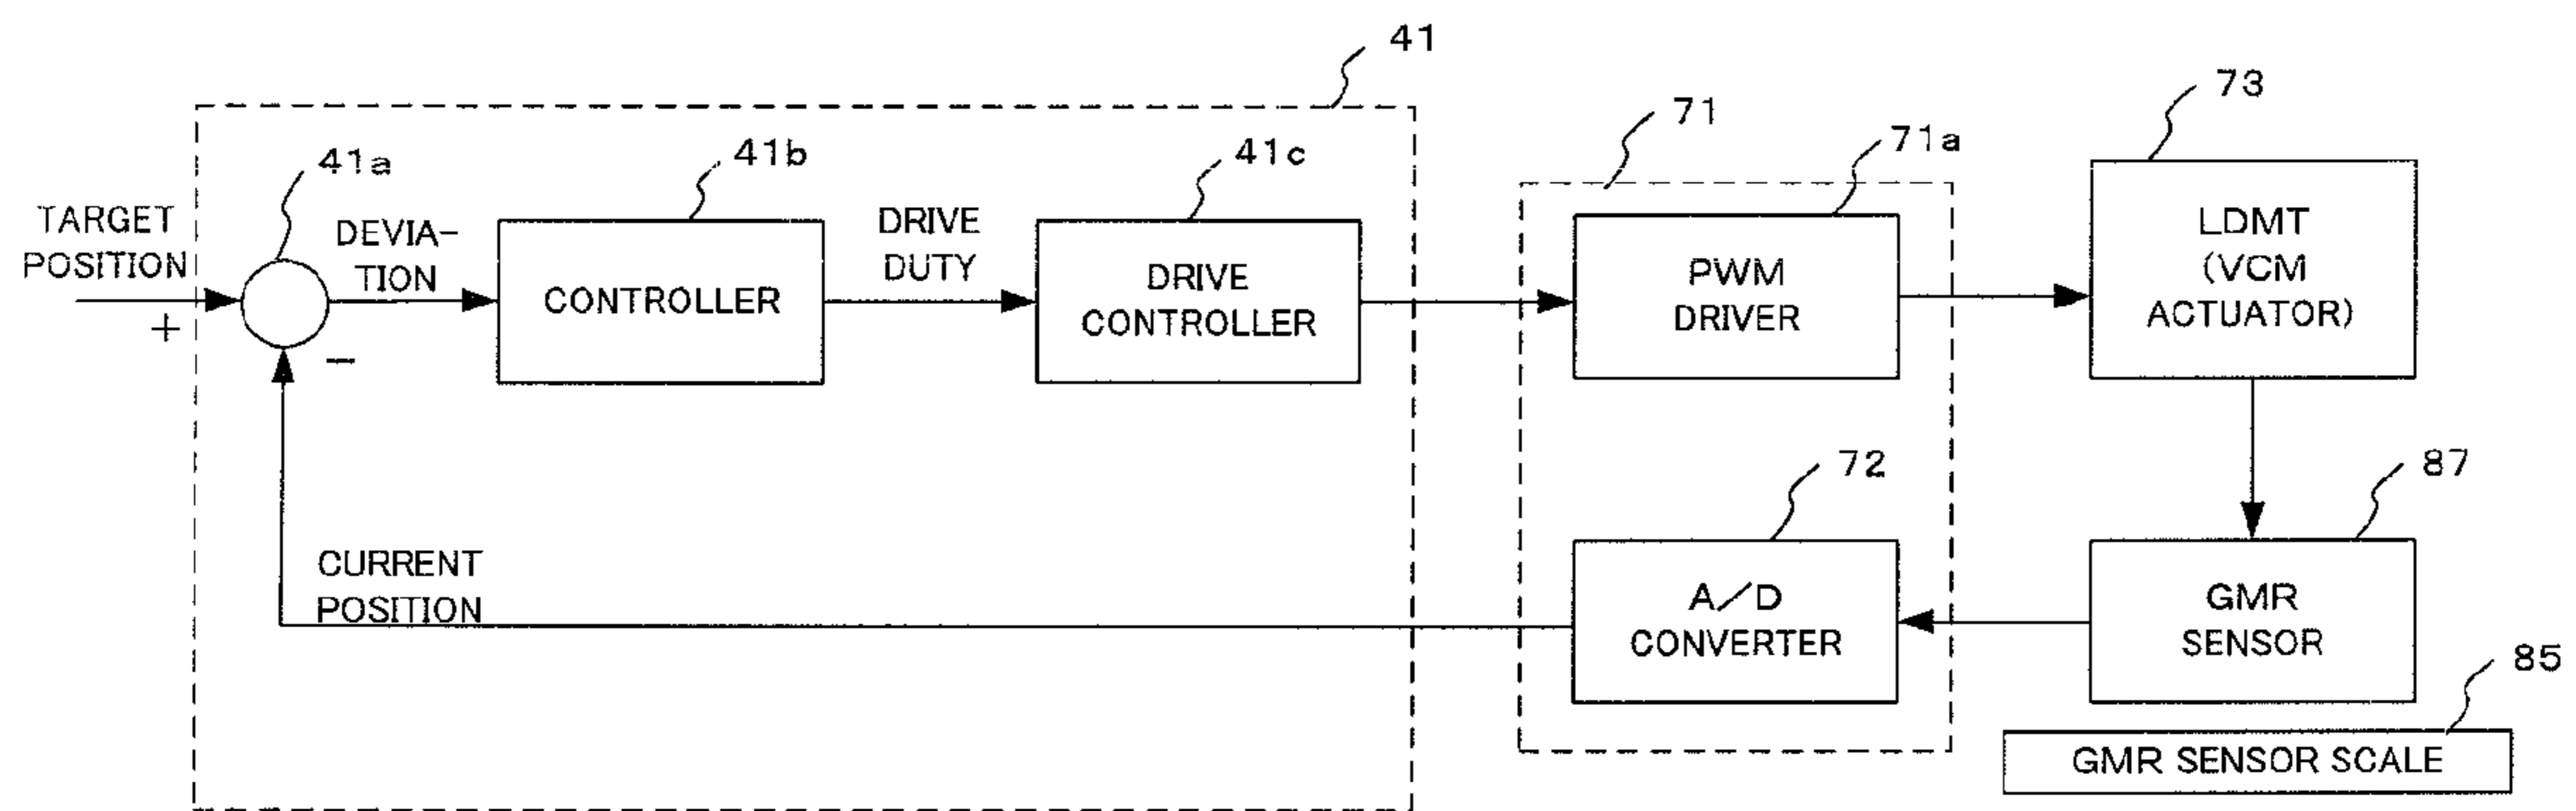 41
41a
41b
41c
71
71a
73
TARGET
POSITION
+
−
DEVIA-
TION
CONTROLLER
DRIVE
DUTY
DRIVE
CONTROLLER
PWM
DRIVER
LDMT
(VCM
ACTUATOR)
72
87
CURRENT
POSITION
A/D
CONVERTER
GMR
SENSOR
85
GMR SENSOR SCALE